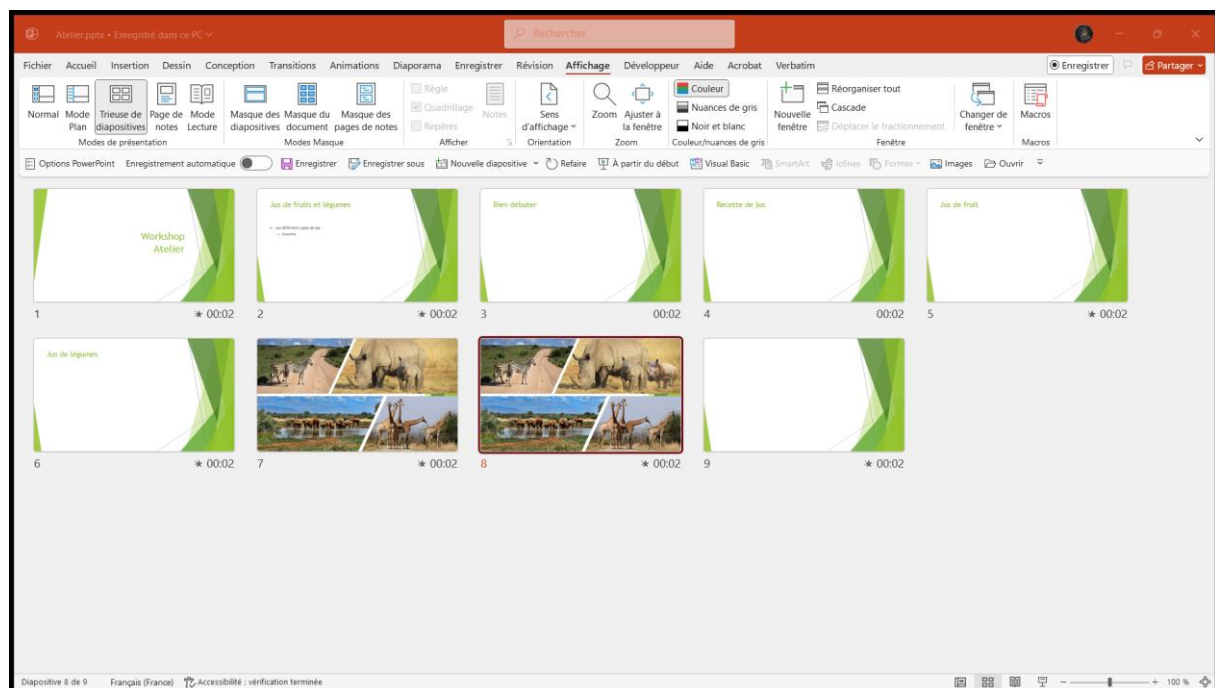 Atelier.pptx • Enregistré dans ce PC
Rechercher
Fichier Accueil Insertion Dessin Conception Transitions Animations Diaporama Enregistrer Révision Affichage Développeur Aide Acrobat Verbatim Enregistrer Partager
Normal Mode Plan Trieuse de diapositives Page de notes Mode Lecture
Modes de présentation
Masque des diapositives Masque du document Masque des pages de notes
Modes Masque
Règle
Quadrillage
Repères
Notes
Afficher
Sens d'affichage
Orientation
Zoom Ajuster à la fenêtre
Zoom
Couleur
Nuances de gris
Noir et blanc
Couleur/nuances de gris
Nouvelle fenêtre
Réorganiser tout
Cascade
Déplacer le fractionnement
Changer de fenêtre
Fenêtre
Macros
Macros
Options PowerPoint Enregistrement automatique Enregistrer Enregistrer sous Nouvelle diapositive Refaire À partir du début Visual Basic SmartArt Icônes Formes Images Ouvrir
Workshop
Atelier
1 00:02
Jus de fruits et légumes
Les différents types de jus
2 00:02
Bien débuter
3 00:02
Recette de jus
4 00:02
Jus de fruit
5 00:02
Jus de légumes
6 00:02
7 00:02
8 00:02
9 00:02
Diapositive 8 de 9 Français (France) Accessibilité : vérification terminée 100 %